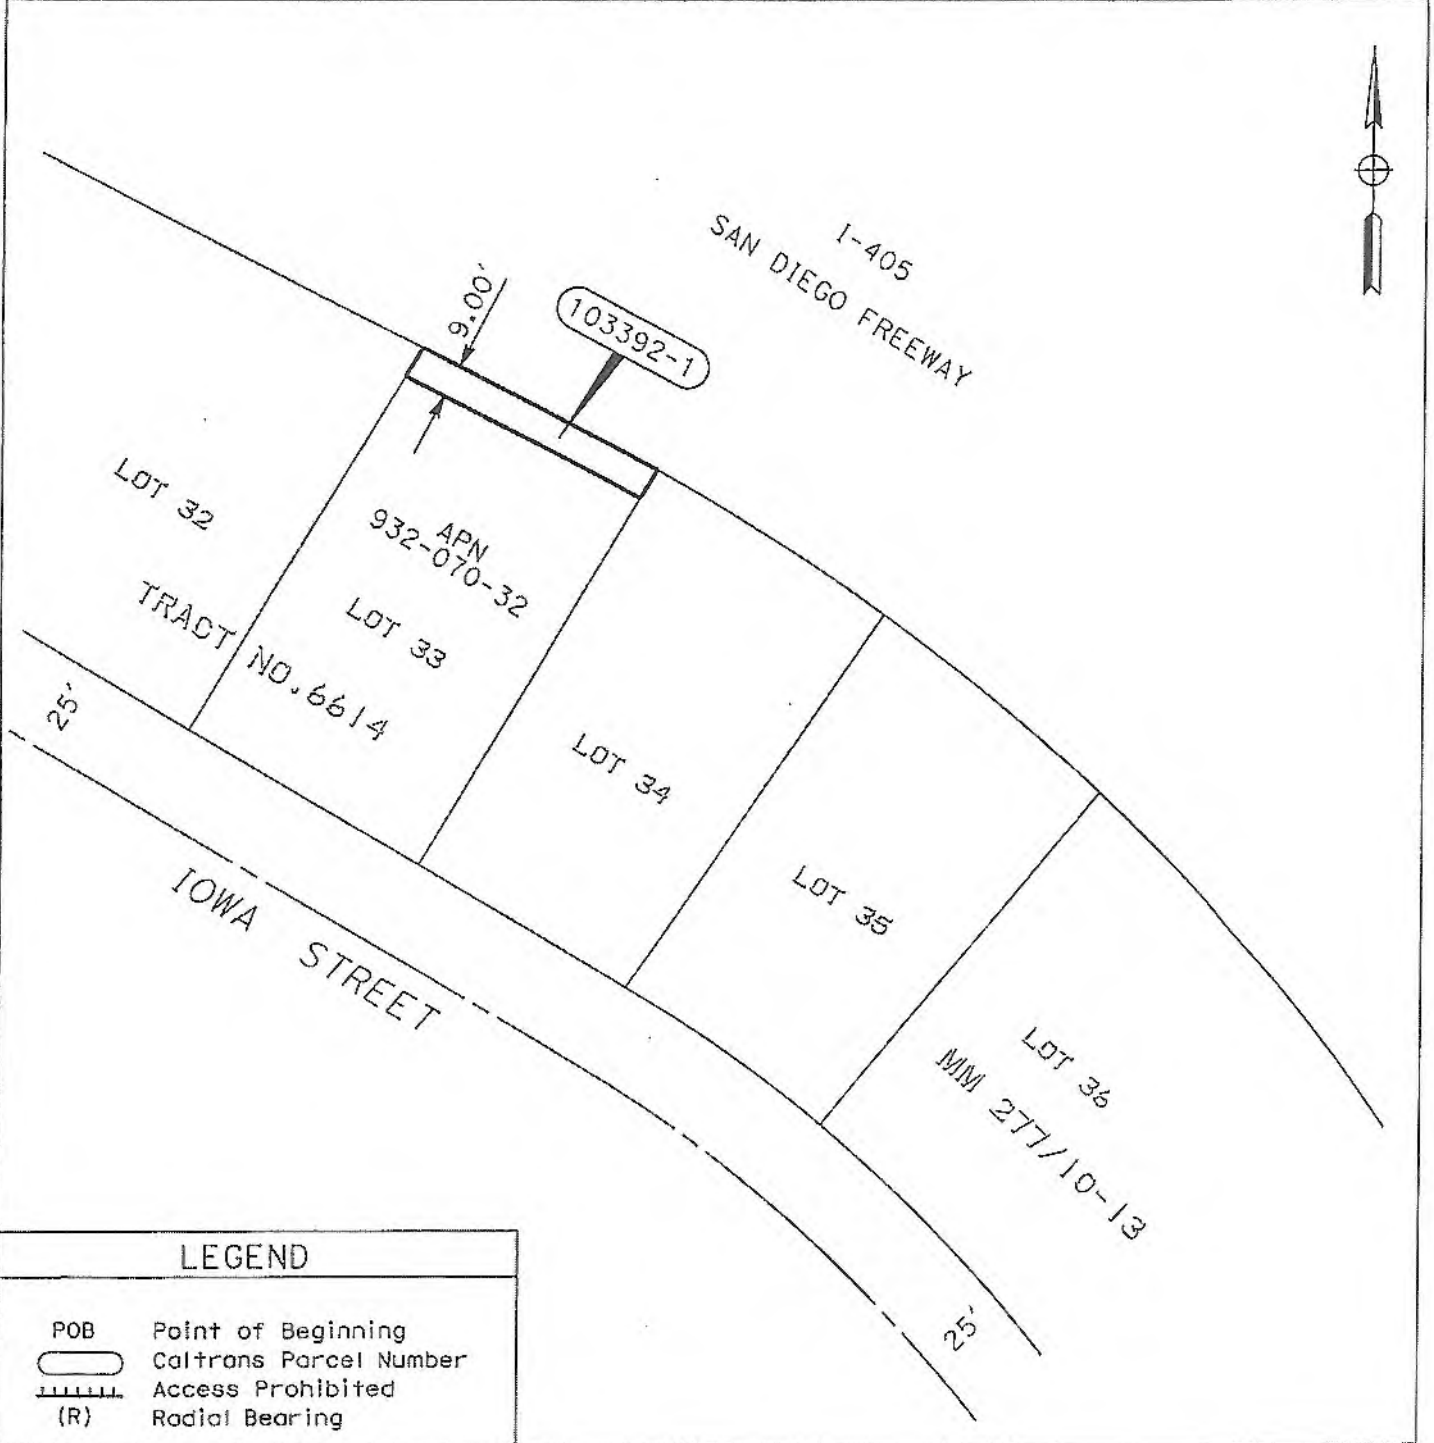 I-405
SAN DIEGO FREEWAY
9.00'
103392-1
LOT 32
APN
932-070-32
LOT 33
TRACT NO.6614
25'
LOT 34
LOT 35
IOWA STREET
LOT 36
MM 277/10-13
25'
LEGEND
POB Point of Beginning
Caltrans Parcel Number
Access Prohibited
(R) Radial Bearing